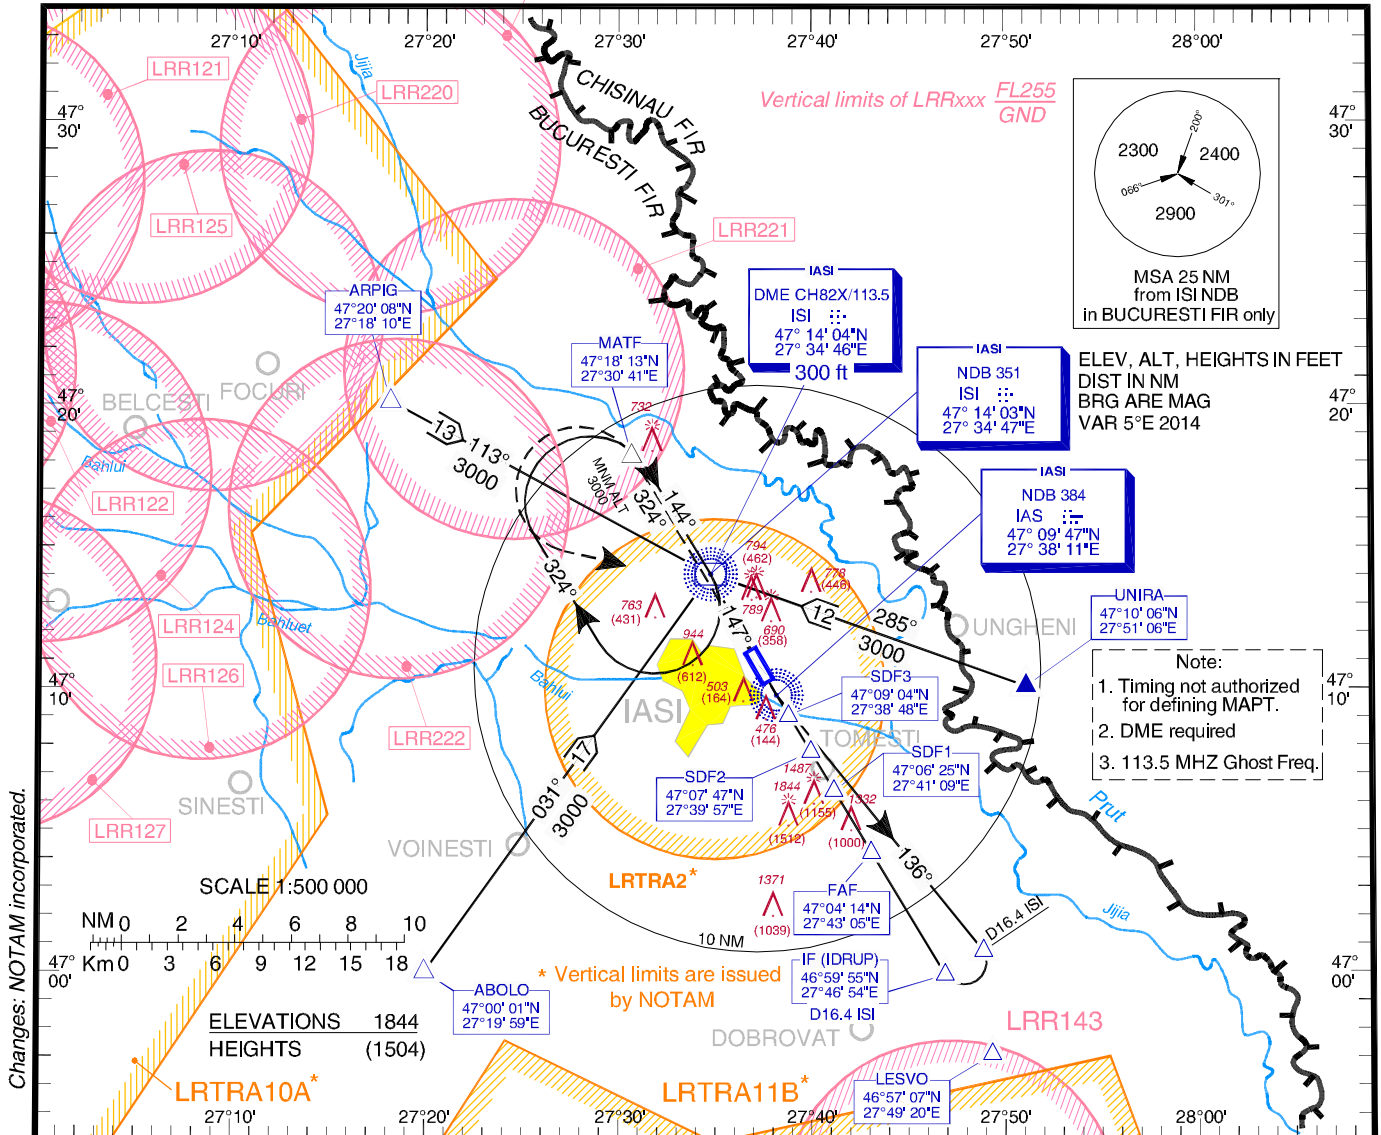 27°10'
27°20'
27°30'
27°40'
27°50'
28°00'
47°
30'
47°
30'
LRR121
LRR220
Jijia
CHISINAU FIR
BUCURESTI FIR
Vertical limits of LRRxxx FL255
GND
200°
2300
2400
066°
301°
2900
MSA 25 NM
from ISI NDB
in BUCURESTI FIR only
LRR125
LRR221
ARPIG
47°20' 08"N
27°18' 10"E
IASI
DME CH82X/113.5
ISI
47° 14' 04"N
27° 34' 46"E
300 ft
MATF
47°18' 13"N
27°30' 41"E
IASI
NDB 351
ISI
47° 14' 03"N
27° 34' 47"E
ELEV, ALT, HEIGHTS IN FEET
DIST IN NM
BRG ARE MAG
VAR 5°E 2014
FOCURI
BELCESTI
47°
20'
47°
20'
732
13
113°
3000
MNM ALT
3000
144°
324°
Bahlui
LRR122
IASI
NDB 384
IAS
47° 09' 47"N
27° 38' 11"E
794
(462)
778
(446)
324°
763
(431)
789
690
(358)
12
285°
3000
147°
UNIRA
47°10' 06"N
27°51' 06"E
UNGHENI
LRR124
Bahluet
944
(612)
LRR126
503
(164)
SDF3
47°09' 04"N
27°38' 48"E
Note:
1. Timing not authorized
for defining MAPT.
2. DME required
3. 113.5 MHZ Ghost Freq.
47°
10'
47°
10'
Bahlui
IASI
476
(144)
TOMESTI
LRR222
17
SDF2
47°07' 47"N
27°39' 57"E
SDF1
47°06' 25"N
27°41' 09"E
1487
(1155)
1844
(1512)
1332
(1000)
SINESTI
LRR127
031°
3000
Prut
VOINESTI
136°
LRTRA2*
1371
(1039)
FAF
47°04' 14"N
27°43' 05"E
SCALE 1:500 000
NM 0 2 4 6 8 10
Km 0 3 6 9 12 15 18
10 NM
D16.4 ISI
Jijia
IF (IDRUP)
46°59' 55"N
27°46' 54"E
D16.4 ISI
47°
00'
47°
00'
* Vertical limits are issued
by NOTAM
ABOLO
47°00' 01"N
27°19' 59"E
ELEVATIONS 1844
HEIGHTS (1504)
DOBROVAT
LRR143
LRTRA10A*
LRTRA11B*
LESVO
46°57' 07"N
27°49' 20"E
27°10'
27°20'
27°30'
27°40'
27°50'
28°00'
Changes: NOTAM incorporated.